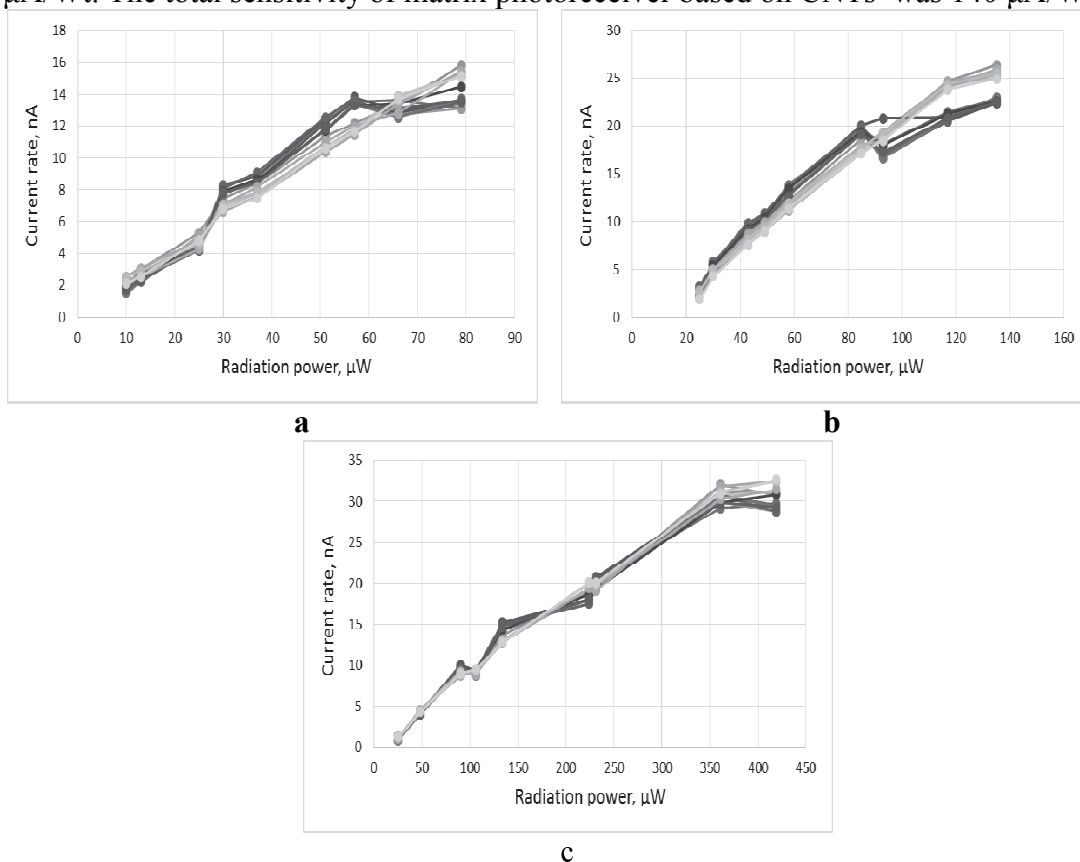 µA/Wt. The total sensitivity of matrix photoreceiver based on CNTs was 140 µA/W
18
16
14
12
10
8
6
4
2
0
Current rate, nA
0 10 20 30 40 50 60 70 80 90
Radiation power, µW
a
30
25
20
15
10
5
0
Current rate, nA
0 20 40 60 80 100 120 140 160
Radiation power, µW
b
35
30
25
20
15
10
5
0
Current rate, nA
0 50 100 150 200 250 300 350 400 450
Radiation power, µW
c